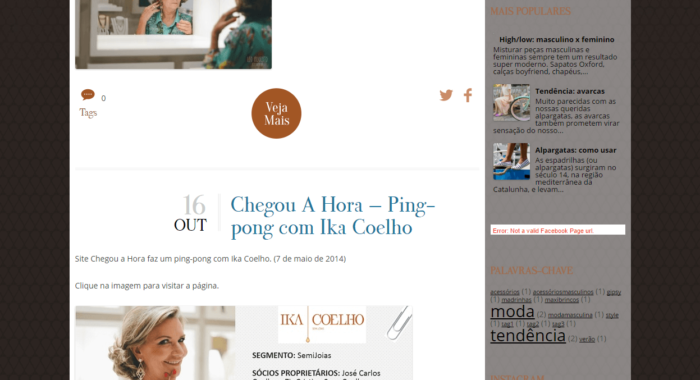 0
Tags
Veja
Mais
16
OUT
Chegou A Hora – Ping-
pong com Ika Coelho
Site Chegou a Hora faz um ping-pong com Ika Coelho. (7 de maio de 2014)
Clique na imagem para visitar a página.
IKA COELHO
SEGMENTO: SemiJoias
SÓCIOS PROPRIETÁRIOS: José Carlos
MAIS POPULARES
High/low: masculino x feminino
Misturar peças masculinas e
femininas sempre tem um resultado
super moderno. Sapatos Oxford,
calças boyfriend, chapéus,...
Tendência: avarcas
Muito parecidas com as
nossas queridas
alpargatas, as avarcas
também prometem virar
sensação do nosso...
Alpargatas: como usar
As espadrilhas (ou
alpargatas) surgiram no
século 14, na região
mediterrânea da
Catalunha, e levam...
Error: Not a valid Facebook Page url.
PALAVRAS-CHAVE
acessórios (1) acessóriosmasculinos (1) gypsy
(1) madrinhas (1) maxibrincos (1)
moda (2) modamasculina (1) style
(1) tag1 (1) tag2 (1) tag3 (1)
tendência (2) verão (1)
INSTAGRAM